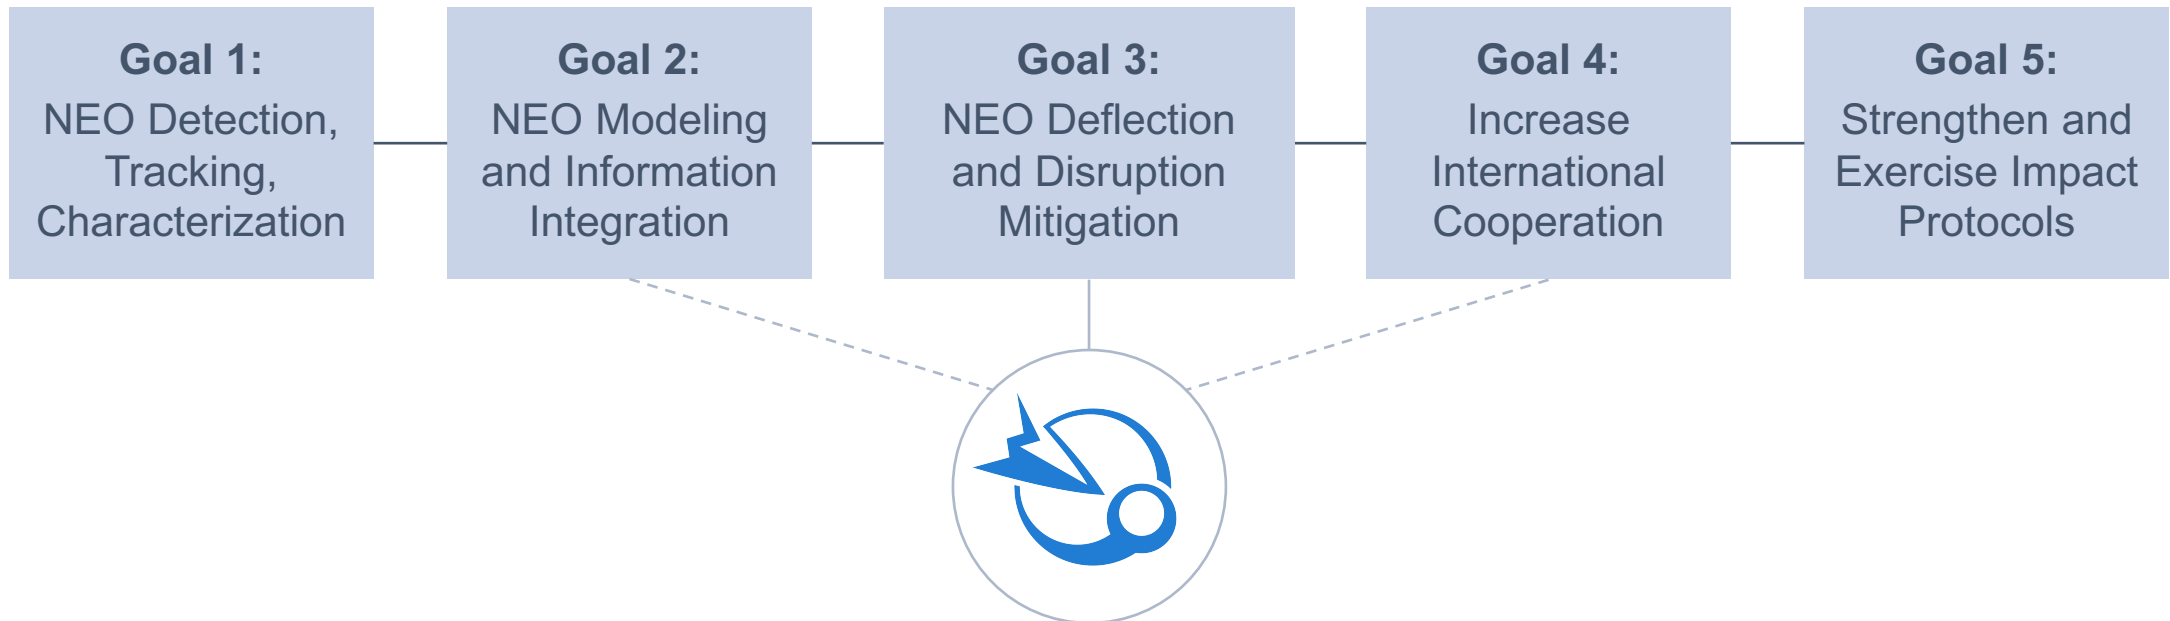 Goal 1:
NEO Detection,
Tracking,
Characterization
Goal 2:
NEO Modeling
and Information
Integration
Goal 3:
NEO Deflection
and Disruption
Mitigation
Goal 4:
Increase
International
Cooperation
Goal 5:
Strengthen and
Exercise Impact
Protocols